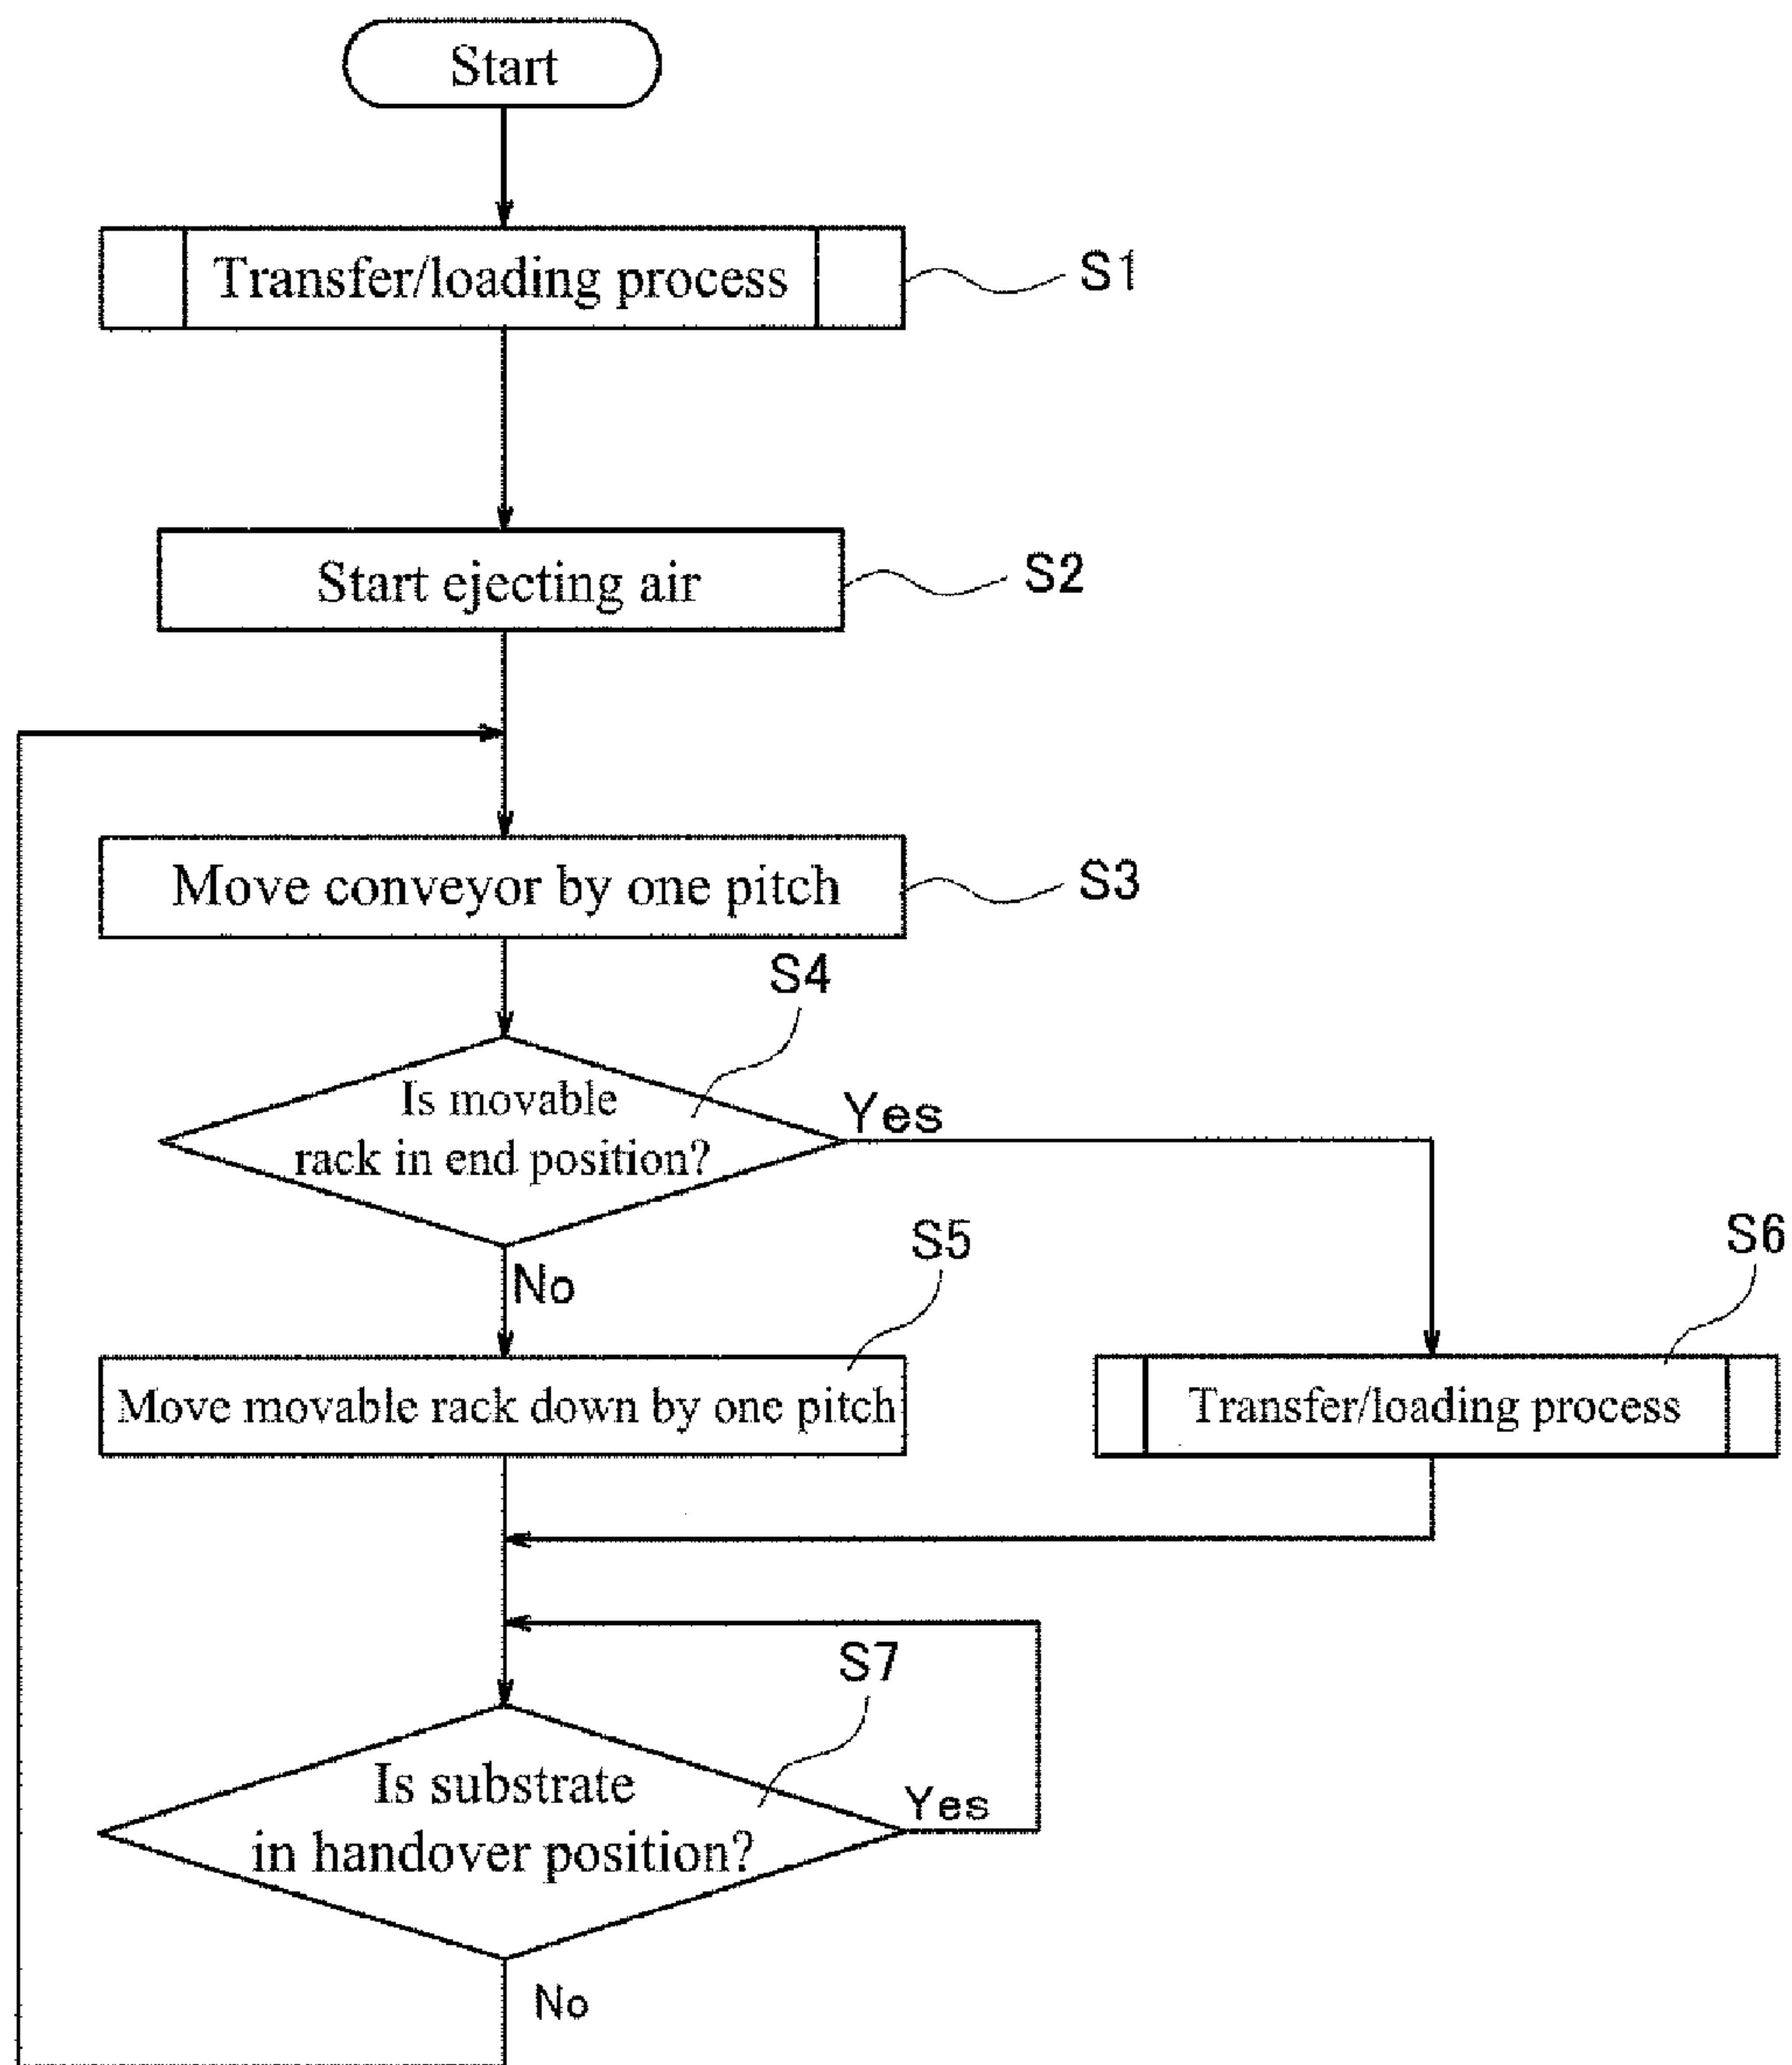 Start
Transfer/loading process
S1
Start ejecting air
S2
Move conveyor by one pitch
S3
S4
Is movable
rack in end position?
Yes
No
S5
S6
Move movable rack down by one pitch
Transfer/loading process
S7
Is substrate
in handover position?
Yes
No